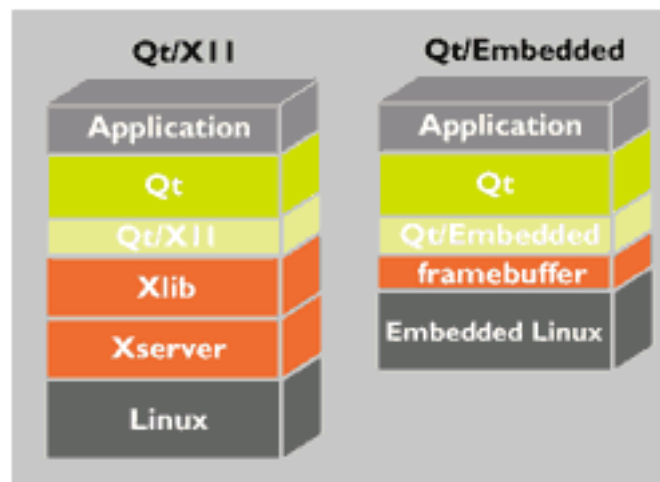 Qt/X11
Application
Qt
Qt/X11
Xlib
Xserver
Linux
Qt/Embedded
Application
Qt
Qt/Embedded
framebuffer
Embedded Linux